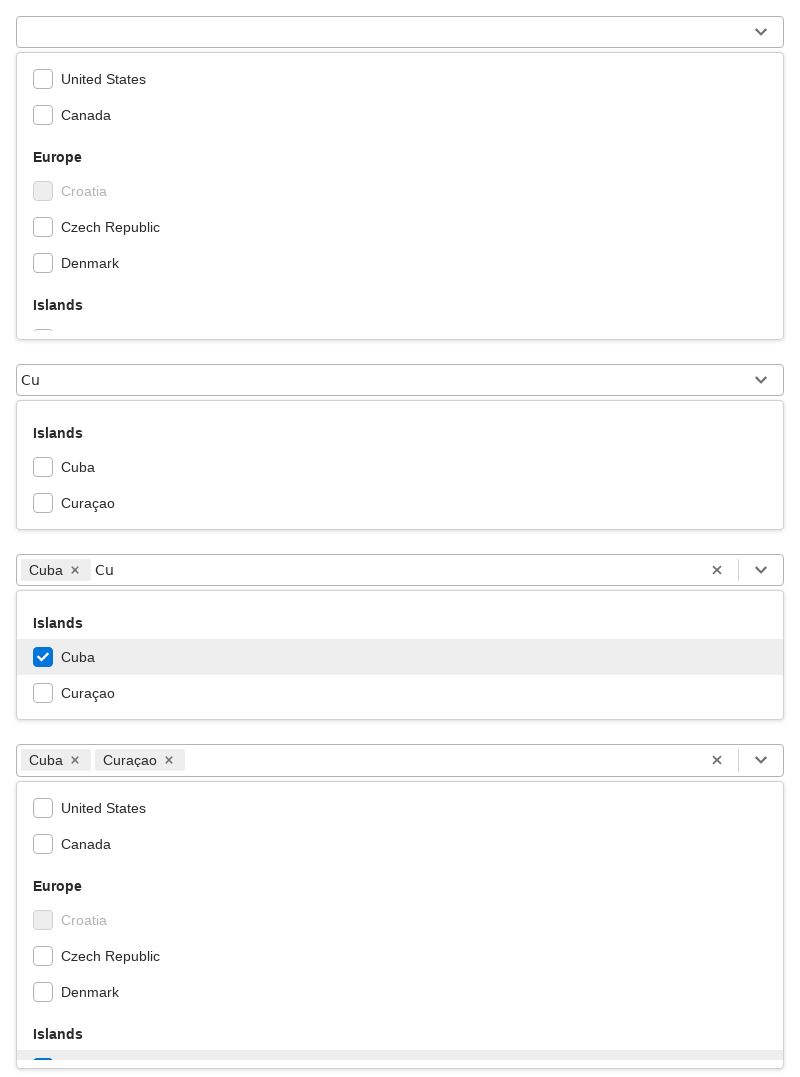 United States
Canada
Europe
Croatia
Czech Republic
Denmark
Islands
Cu
Islands
Cuba
Curaçao
Cuba Cu
Islands
Cuba
Curaçao
Cuba Curaçao
United States
Canada
Europe
Croatia
Czech Republic
Denmark
Islands